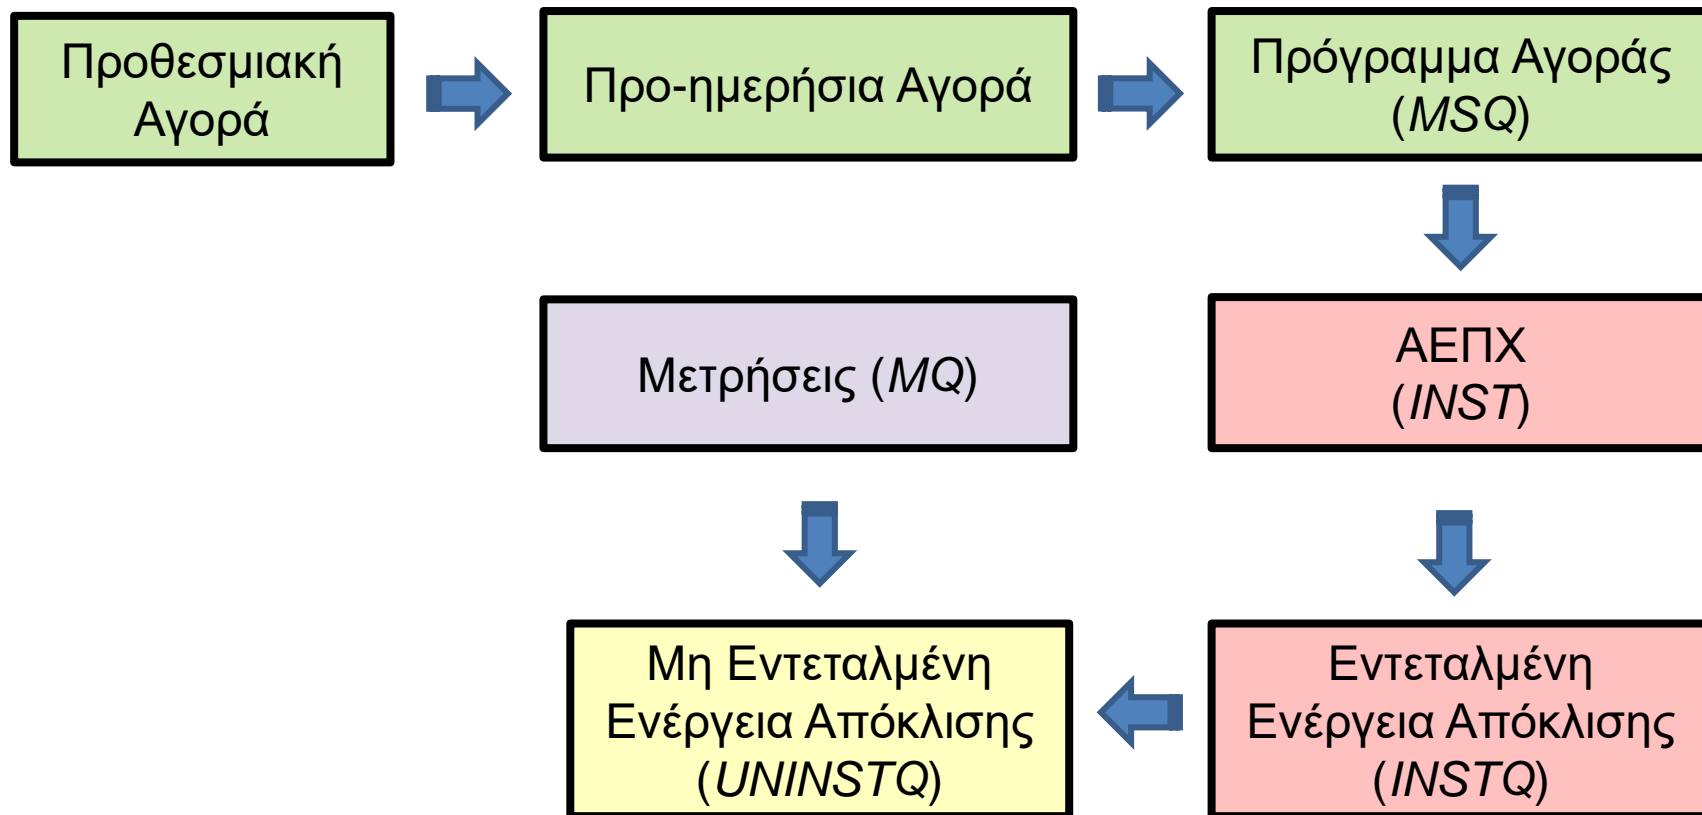 Προθεσμιακή
Αγορά
Προ-ημερήσια Αγορά
Πρόγραμμα Αγοράς
(MSQ)
Μετρήσεις (MQ)
ΑΕΠΧ
(INST)
Μη Εντεταλμένη
Ενέργεια Απόκλισης
(UNINSTQ)
Εντεταλμένη
Ενέργεια Απόκλισης
(INSTQ)